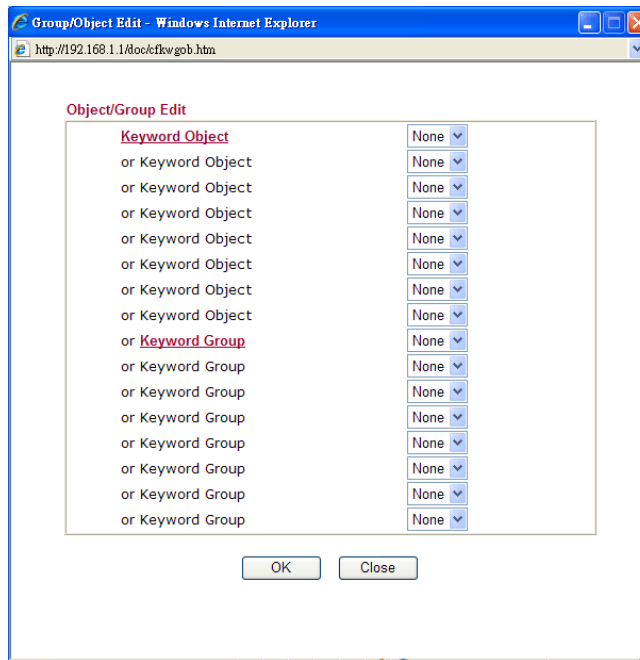 Group/Object Edit - Windows Internet Explorer
http://192.168.1.1/doc/cfkwgob.htm
Object/Group Edit
Keyword Object None
or Keyword Object None
or Keyword Object None
or Keyword Object None
or Keyword Object None
or Keyword Object None
or Keyword Object None
or Keyword Object None
or Keyword Group None
or Keyword Group None
or Keyword Group None
or Keyword Group None
or Keyword Group None
or Keyword Group None
or Keyword Group None
or Keyword Group None
OK Close